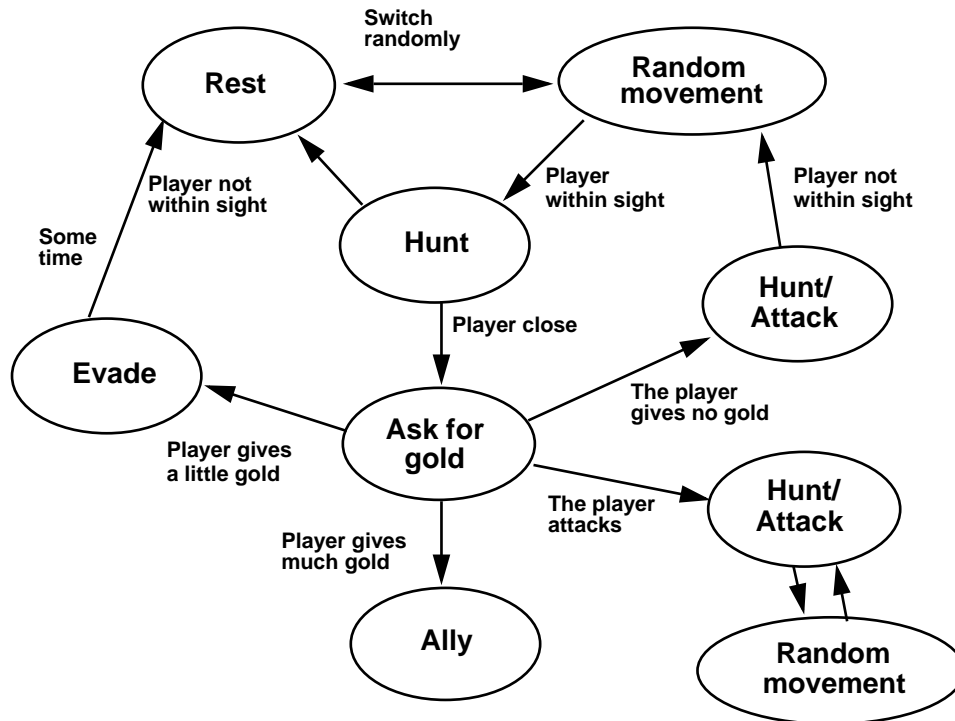 Switch
randomly
Rest
Random
movement
Player not
within sight
Player
within sight
Player not
within sight
Some
time
Hunt
Hunt/
Attack
Player close
Evade
The player
gives no gold
Ask for
gold
Player gives
a little gold
The player
attacks
Hunt/
Attack
Player gives
much gold
Ally
Random
movement